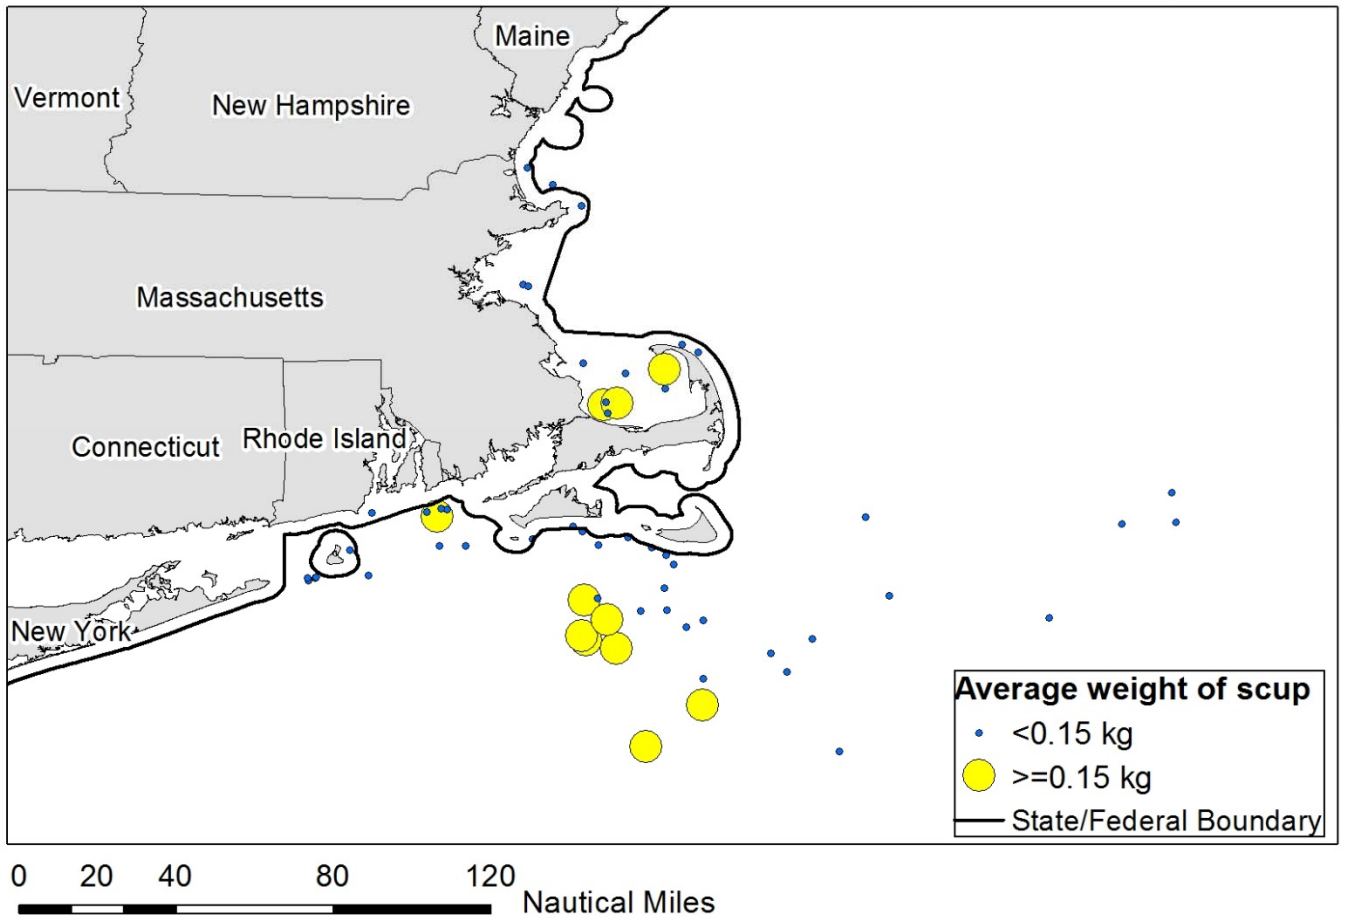 Maine
Vermont
New Hampshire
Massachusetts
Connecticut
Rhode Island
New York
Average weight of scup
<0.15 kg
>=0.15 kg
State/Federal Boundary
0 20 40 80 120
Nautical Miles